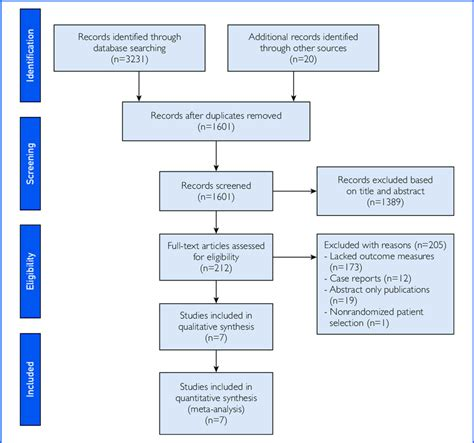 Identification
Records identified through
database searching
(n=3231)
Additional records identified
through other sources
(n=20)
Records after duplicates removed
(n=1601)
Screening
Records screened
(n=1601)
Records excluded based
on title and abstract
(n=1389)
Eligibility
Full-text articles assessed
for eligibility
(n=212)
Excluded with reasons (n=205)
- Lacked outcome measures
(n=173)
- Case reports (n=12)
- Abstract only publications
(n=19)
- Nonrandomized patient
selection (n=1)
Studies included in
qualitative synthesis
(n=7)
Included
Studies included in
quantitative synthesis
(meta-analysis)
(n=7)